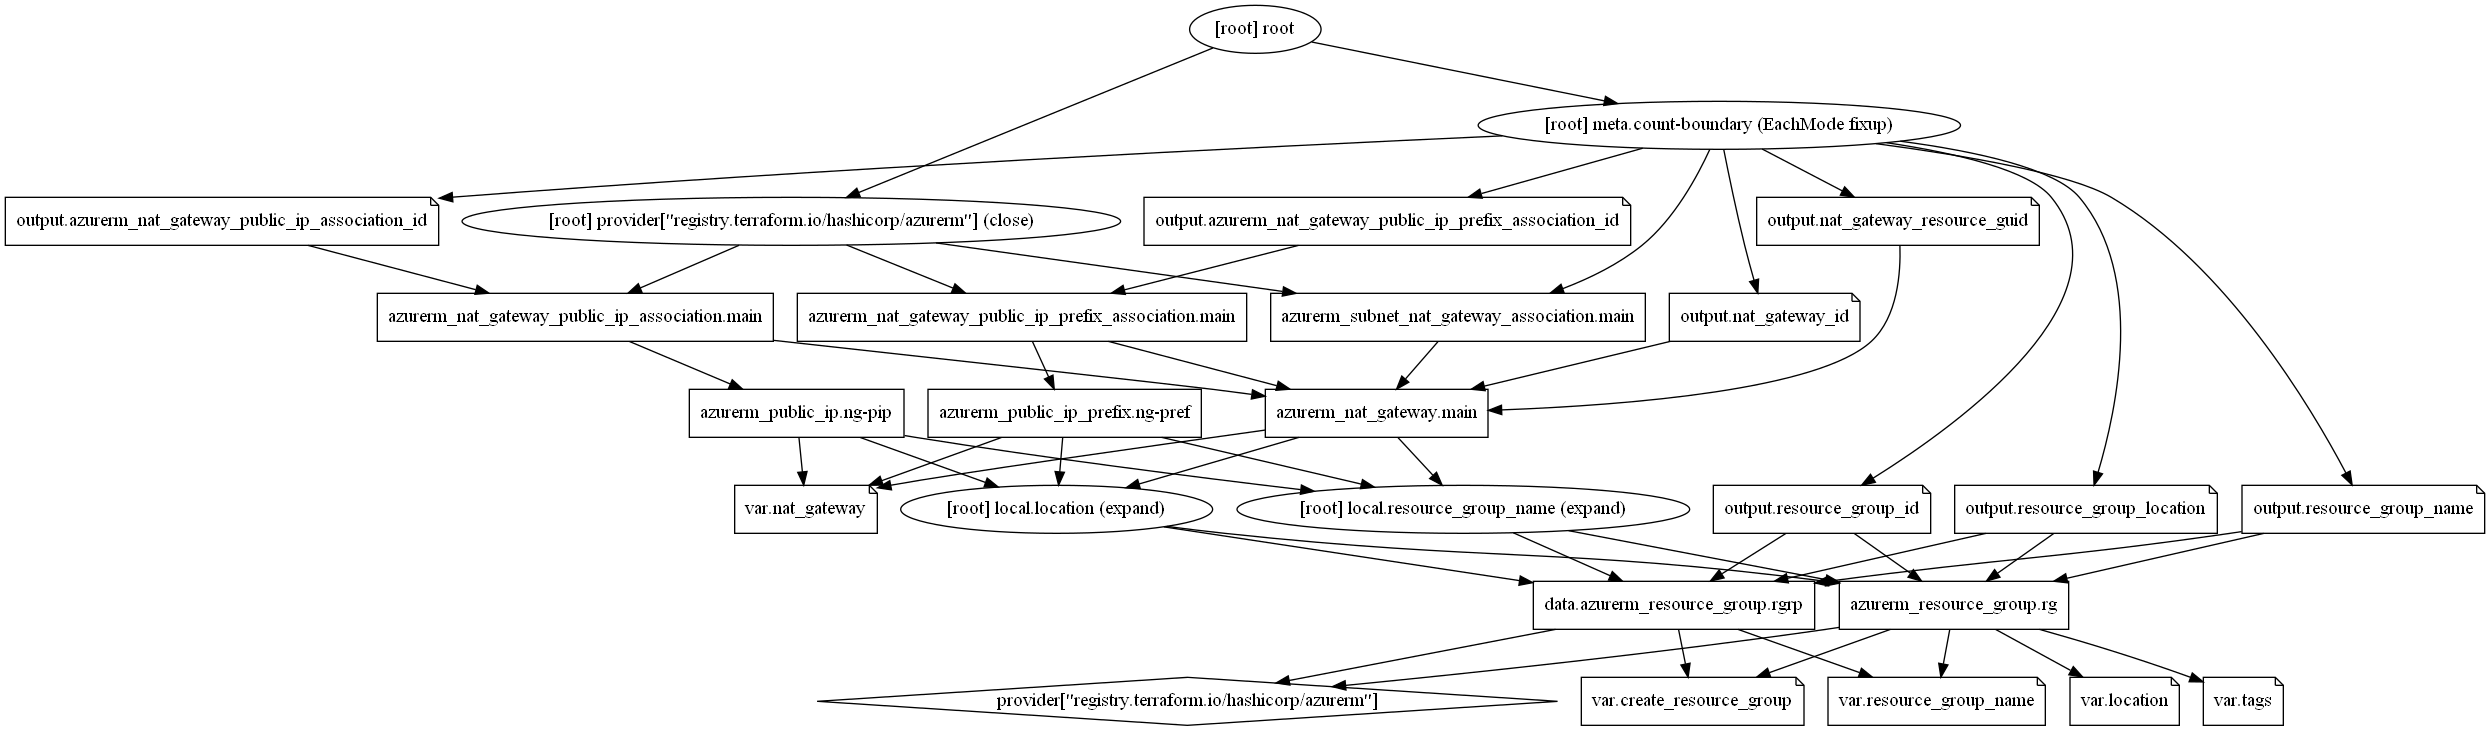 [root] root
[root] meta.count-boundary (EachMode fixup)
output.azurerm_nat_gateway_public_ip_association_id
[root] provider["registry.terraform.io/hashicorp/azurerm"] (close)
output.azurerm_nat_gateway_public_ip_prefix_association_id
output.nat_gateway_resource_guid
azurerm_nat_gateway_public_ip_association.main
azurerm_nat_gateway_public_ip_prefix_association.main
azurerm_subnet_nat_gateway_association.main
output.nat_gateway_id
azurerm_public_ip.ng-pip
azurerm_public_ip_prefix.ng-pref
azurerm_nat_gateway.main
var.nat_gateway
[root] local.location (expand)
[root] local.resource_group_name (expand)
output.resource_group_id
output.resource_group_location
output.resource_group_name
data.azurerm_resource_group.rgrp
azurerm_resource_group.rg
provider["registry.terraform.io/hashicorp/azurerm"]
var.create_resource_group
var.resource_group_name
var.location
var.tags